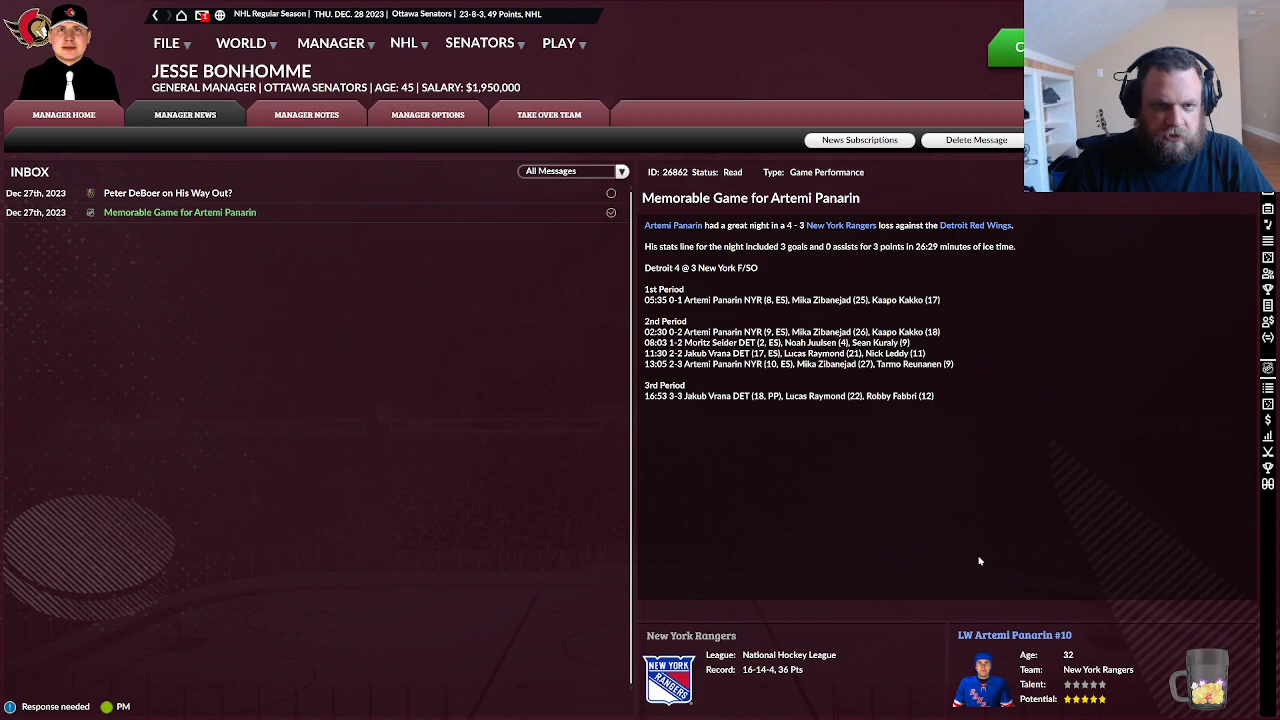 NHL Regular Season | THU. DEC. 28 2023 | Ottawa Senators | 23-8-3, 49 Points, NHL
FILE WORLD MANAGER NHL SENATORS PLAY
JESSE BONHOMME
GENERAL MANAGER | OTTAWA SENATORS | AGE: 45 | SALARY: $1,950,000
MANAGER HOME MANAGER NEWS MANAGER NOTES MANAGER OPTIONS TAKE OVER TEAM
News Subscriptions Delete Message
INBOX All Messages
Dec 27th, 2023 Peter DeBoer on His Way Out?
Dec 27th, 2023 Memorable Game for Artemi Panarin
ID: 26862 Status: Read Type: Game Performance
Memorable Game for Artemi Panarin
Artemi Panarin had a great night in a 4 - 3 New York Rangers loss against the Detroit Red Wings.
His stats line for the night included 3 goals and 0 assists for 3 points in 26:29 minutes of ice time.
Detroit 4 @ 3 New York F/SO
1st Period
05:35 0-1 Artemi Panarin NYR (8, ES), Mika Zibanejad (25), Kaapo Kakko (17)
2nd Period
02:30 0-2 Artemi Panarin NYR (9, ES), Mika Zibanejad (26), Kaapo Kakko (18)
08:03 1-2 Moritz Seider DET (2, ES), Noah Juulsen (4), Sean Kuraly (9)
11:30 2-2 Jakub Vrana DET (17, ES), Lucas Raymond (21), Nick Leddy (11)
13:05 2-3 Artemi Panarin NYR (10, ES), Mika Zibanejad (27), Tarmo Reunanen (9)
3rd Period
16:53 3-3 Jakub Vrana DET (18, PP), Lucas Raymond (22), Robby Fabbri (12)
New York Rangers
League: National Hockey League
Record: 16-14-4, 36 Pts
NEW YORK
RANGERS
LW Artemi Panarin #10
Age: 32
Team: New York Rangers
Talent:
Potential:
Response needed PM